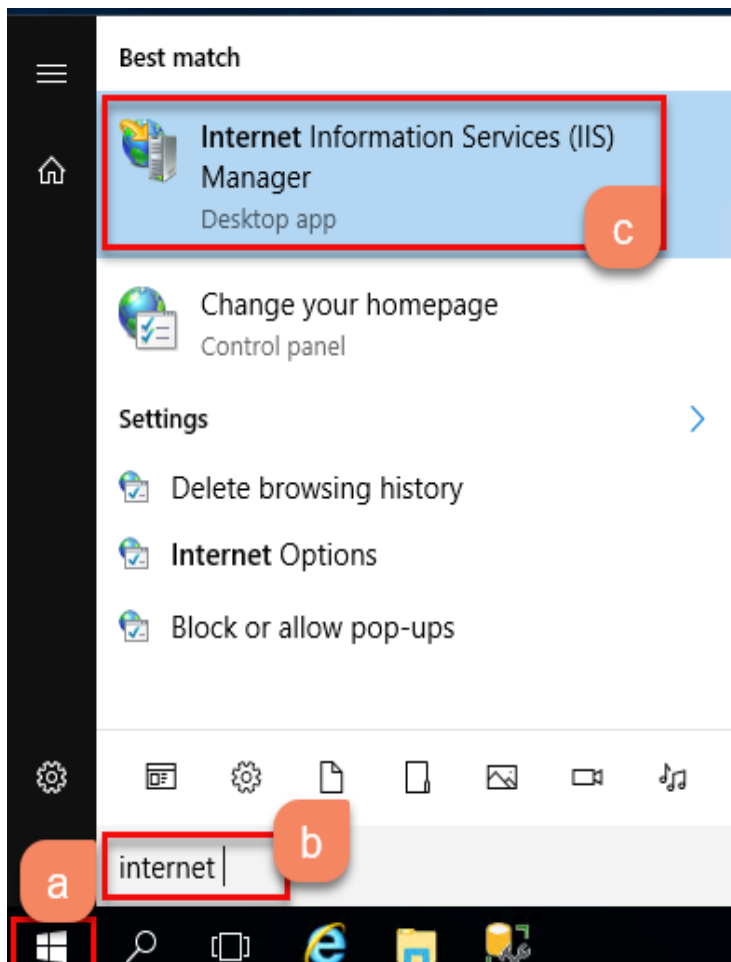 Best match
Internet Information Services (IIS)
Manager
Desktop app
c
Change your homepage
Control panel
Settings
Delete browsing history
Internet Options
Block or allow pop-ups
b
internet
a